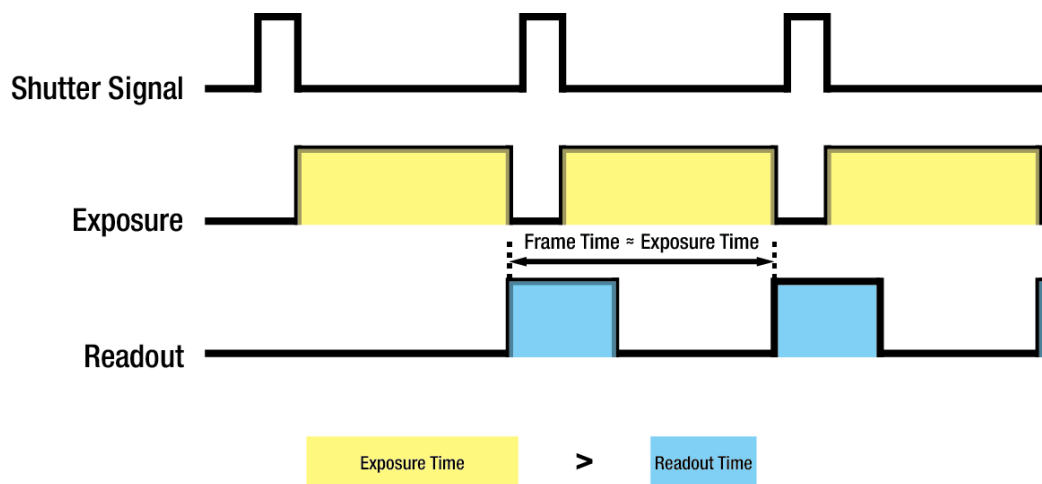 Shutter Signal
Exposure
Frame Time ≈ Exposure Time
Readout
Exposure Time > Readout Time